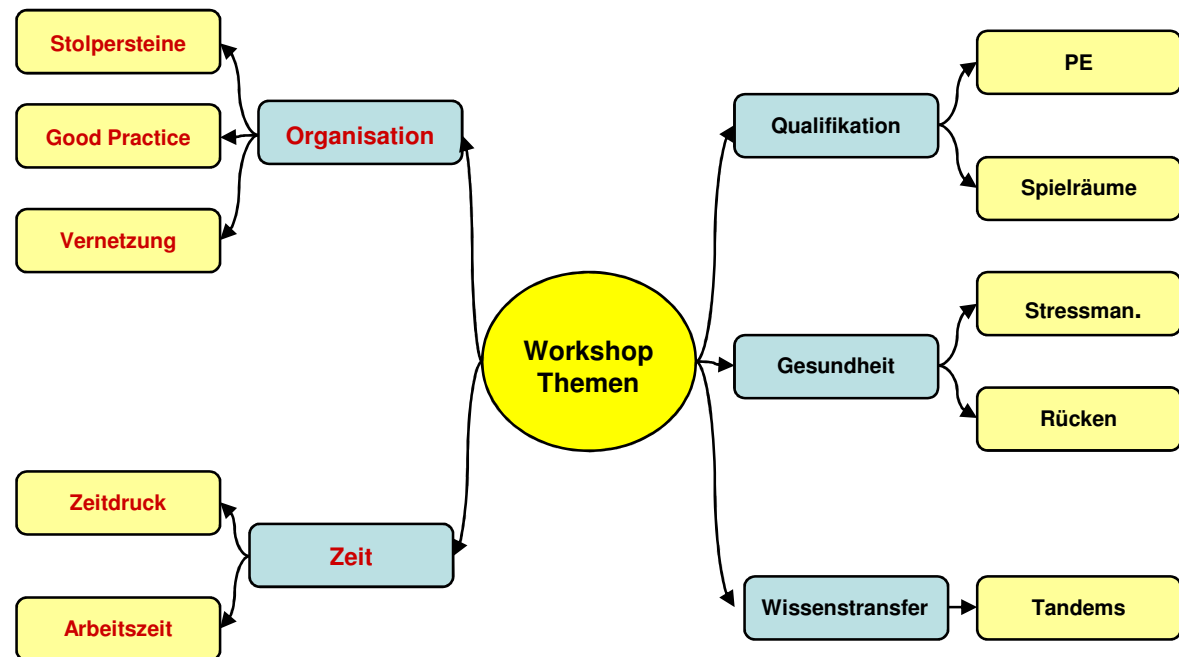 Stolpersteine
Good Practice
Vernetzung
Organisation
Zeitdruck
Arbeitszeit
Zeit
Workshop
Themen
Qualifikation
PE
Spielräume
Gesundheit
Stressman.
Rücken
Wissenstransfer
Tandems